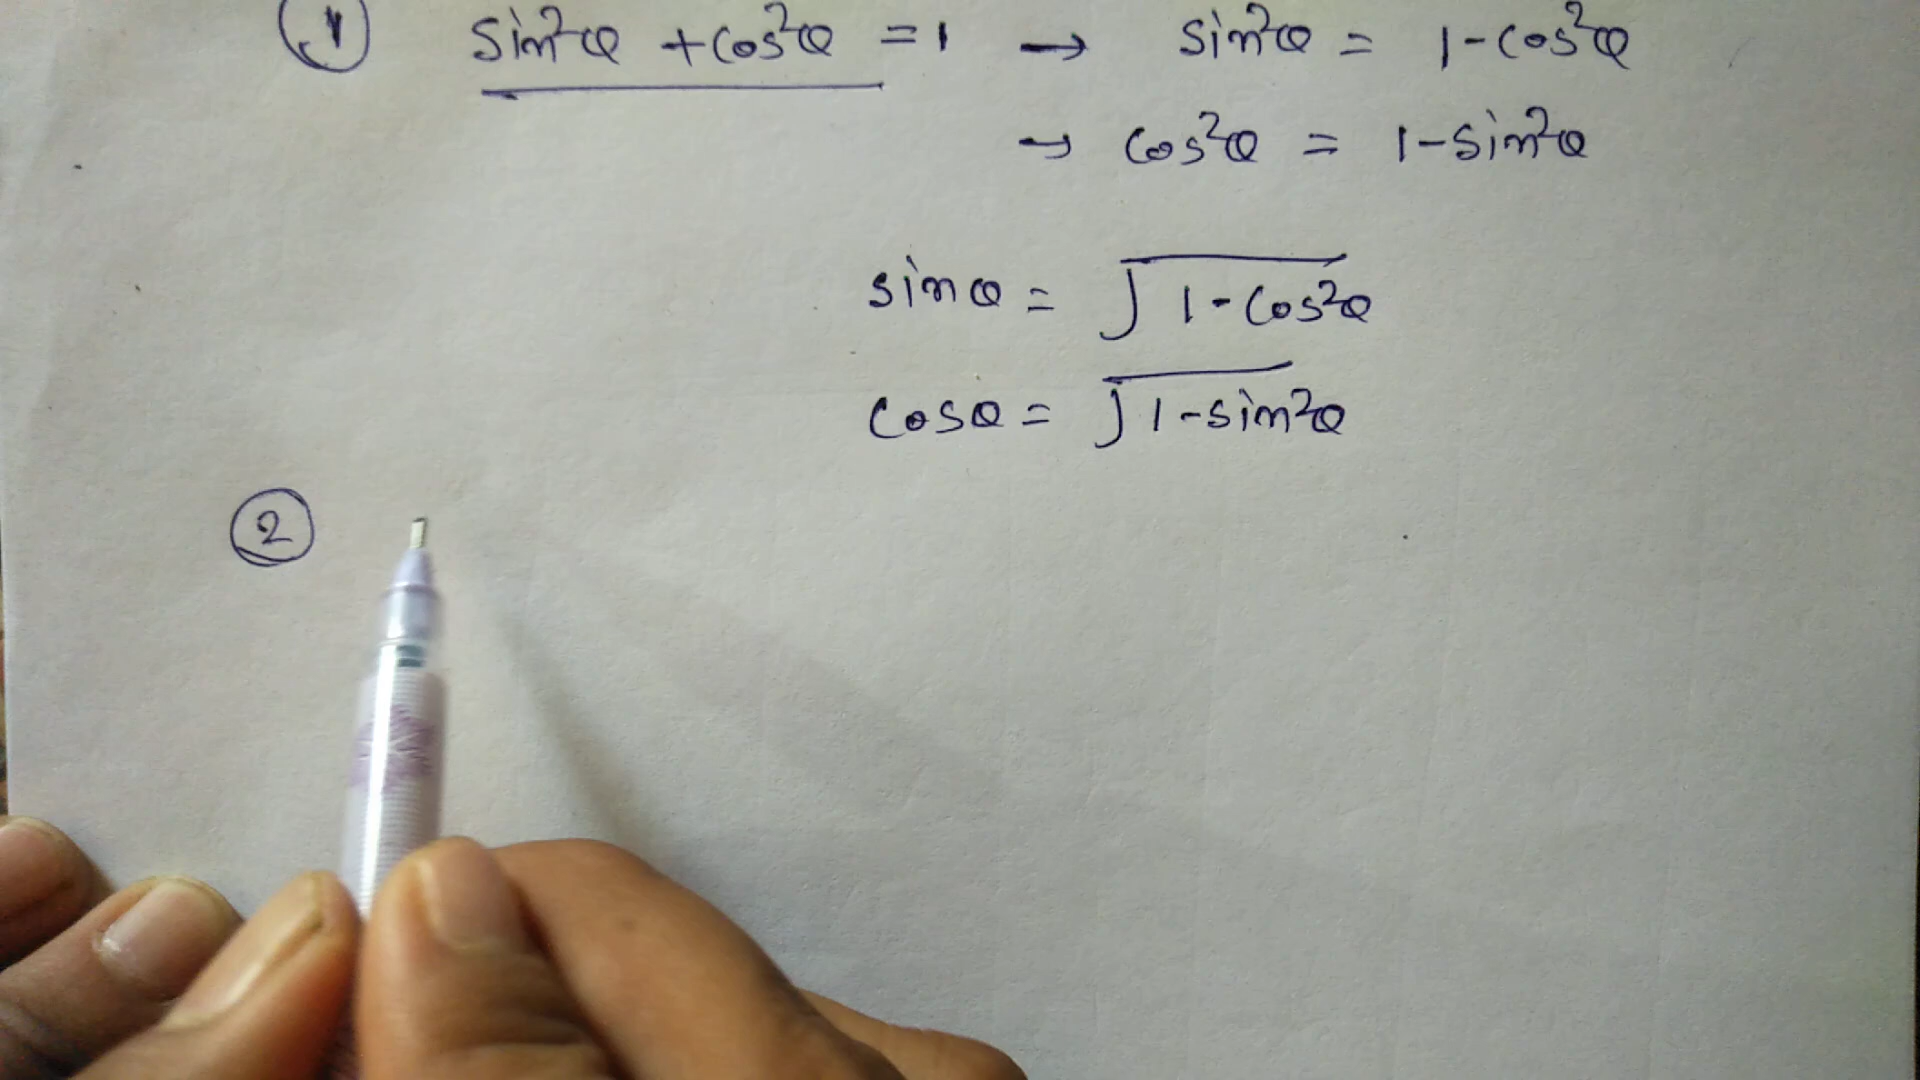 ① sin²θ + cos²θ = 1 → sin²θ = 1 - cos²θ
→ cos²θ = 1 - sin²θ
sinθ = √1 - cos²θ
cosθ = √1 - sin²θ
②